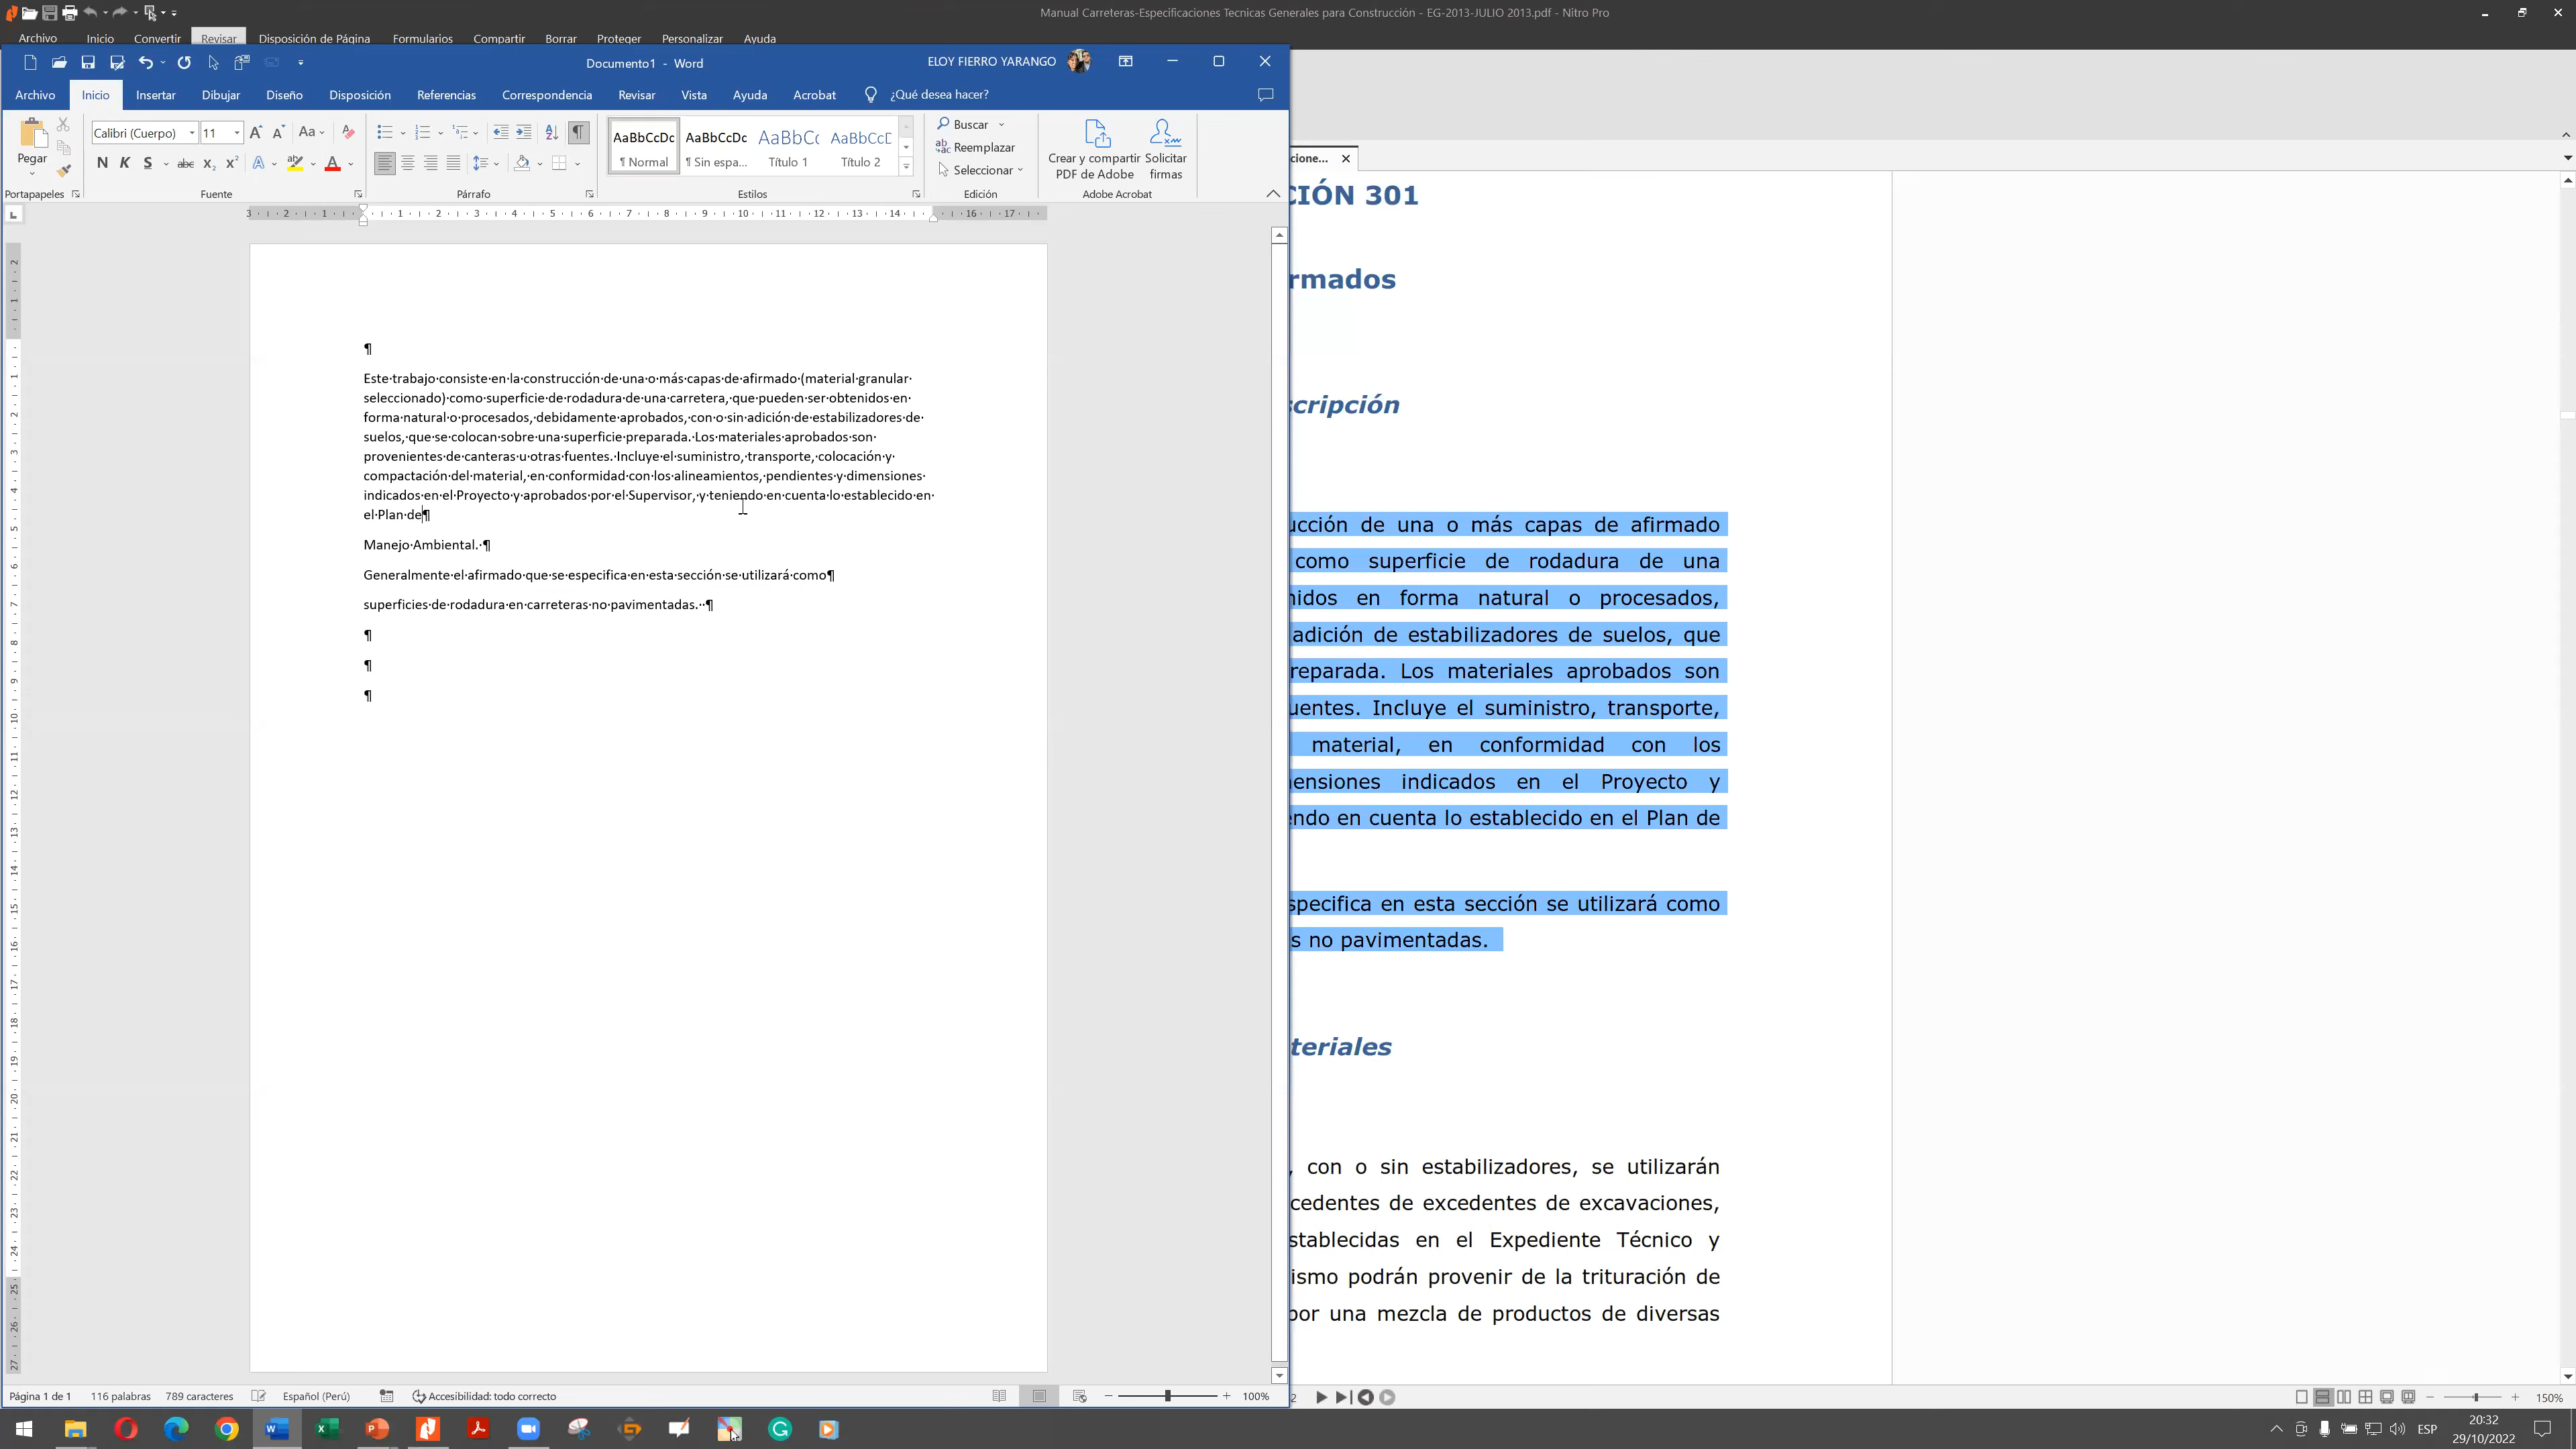 Manual Carreteras-Especificaciones Tecnicas Generales para Construcción - EG-2013-JULIO 2013.pdf - Nitro Pro
Archivo Inicio Convertir Revisar Disposición de Página Formularios Compartir Borrar Proteger Personalizar Ayuda
Documento1 - Word
ELOY FIERRO YARANGO
Archivo Inicio Insertar Dibujar Diseño Disposición Referencias Correspondencia Revisar Vista Ayuda Acrobat ¿Qué desea hacer?
Pegar
Portapapeles
Calibri (Cuerpo) 11
Fuente
Párrafo
AaBbCcDc AaBbCcDc AaBbCc AaBbCcD
¶ Normal ¶ Sin espa... Título 1 Título 2
Estilos
Buscar
Reemplazar
Seleccionar
Edición
Crear y compartir
PDF de Adobe
Solicitar
firmas
Adobe Acrobat
¶
Este·trabajo·consiste·en·la·construcción·de·una·o·más·capas·de·afirmado·(material·granular·
seleccionado)·como·superficie·de·rodadura·de·una·carretera,·que·pueden·ser·obtenidos·en·
forma·natural·o·procesados,·debidamente·aprobados,·con·o·sin·adición·de·estabilizadores·de·
suelos,·que·se·colocan·sobre·una·superficie·preparada.·Los·materiales·aprobados·son·
provenientes·de·canteras·u·otras·fuentes.·Incluye·el·suministro,·transporte,·colocación·y·
compactación·del·material,·en·conformidad·con·los·alineamientos,·pendientes·y·dimensiones·
indicados·en·el·Proyecto·y·aprobados·por·el·Supervisor,·y·teniendo·en·cuenta·lo·establecido·en·
el·Plan·de¶
Manejo·Ambiental.·¶
Generalmente·el·afirmado·que·se·especifica·en·esta·sección·se·utilizará·como¶
superficies·de·rodadura·en·carreteras·no·pavimentadas.··¶
¶
¶
¶
Página 1 de 1 116 palabras 789 caracteres Español (Perú) Accesibilidad: todo correcto 100%
cione...
CIÓN 301
rmados
scripción
ucción de una o más capas de afirmado
como superficie de rodadura de una
nidos en forma natural o procesados,
adición de estabilizadores de suelos, que
reparada. Los materiales aprobados son
uentes. Incluye el suministro, transporte,
material, en conformidad con los
mensiones indicados en el Proyecto y
endo en cuenta lo establecido en el Plan de
specifica en esta sección se utilizará como
s no pavimentadas.
teriales
, con o sin estabilizadores, se utilizarán
cedentes de excedentes de excavaciones,
stablecidas en el Expediente Técnico y
ismo podrán provenir de la trituración de
por una mezcla de productos de diversas
150%
ESP
20:32
29/10/2022